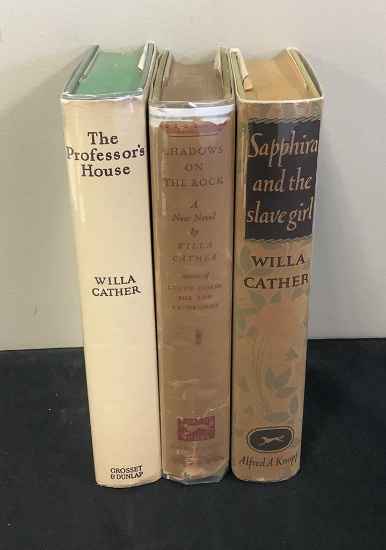 The
Professor's
House
WILLA
CATHER
GROSSET
& DUNLAP
SHADOWS
ON
THE ROCK
A
New Novel
by
WILLA
CATHER
Author of
DEATH COMES
FOR THE
ARCHBISHOP
Sapphira
and the
slave girl
WILLA
CATHER
Alfred A. Knopf